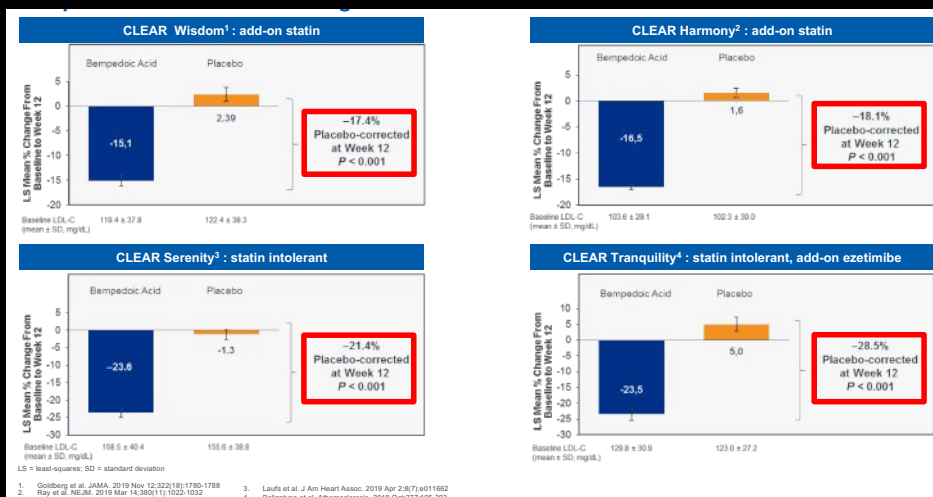 CLEAR Wisdom1 : add-on statin
Bempedoic Acid Placebo
LS Mean % Change From
Baseline to Week 12
5
0
-5
-10
-15
-20
-15,1
2.39
–17.4%
Placebo-corrected
at Week 12
P < 0.001
Baseline LDL-C 119.4 ± 37.8 122.4 ± 38.3
(mean ± SD, mg/dL)
CLEAR Harmony2 : add-on statin
Bempedoic Acid Placebo
LS Mean % Change From
Baseline to Week 12
5
0
-5
-10
-15
-20
-16,5
1,6
–18.1%
Placebo-corrected
at Week 12
P < 0.001
Baseline LDL-C 103.6 ± 29.1 102.3 ± 30.0
(mean ± SD, mg/dL)
CLEAR Serenity3 : statin intolerant
Bempedoic Acid Placebo
LS Mean % Change From
Baseline to Week 12
5
0
-5
-10
-15
-20
-25
-30
–23.6
-1.3
–21.4%
Placebo-corrected
at Week 12
P < 0.001
Baseline LDL-C 158.5 ± 40.4 155.6 ± 38.8
(mean ± SD, mg/dL)
CLEAR Tranquility4 : statin intolerant, add-on ezetimibe
Bempedoic Acid Placebo
LS Mean % Change From
Baseline to Week 12
10
5
0
-5
-10
-15
-20
-25
-30
-23,5
5,0
–28.5%
Placebo-corrected
at Week 12
P < 0.001
Baseline LDL-C 129.8 ± 30.9 123.0 ± 27.2
(mean ± SD, mg/dL)
LS = least-squares; SD = standard deviation
1. Goldberg et al. JAMA. 2019 Nov 12;322(18):1780-1788
2. Ray et al. NEJM. 2019 Mar 14;380(11):1022-1032
3. Laufs et al. J Am Heart Assoc. 2019 Apr 2;8(7):e011662